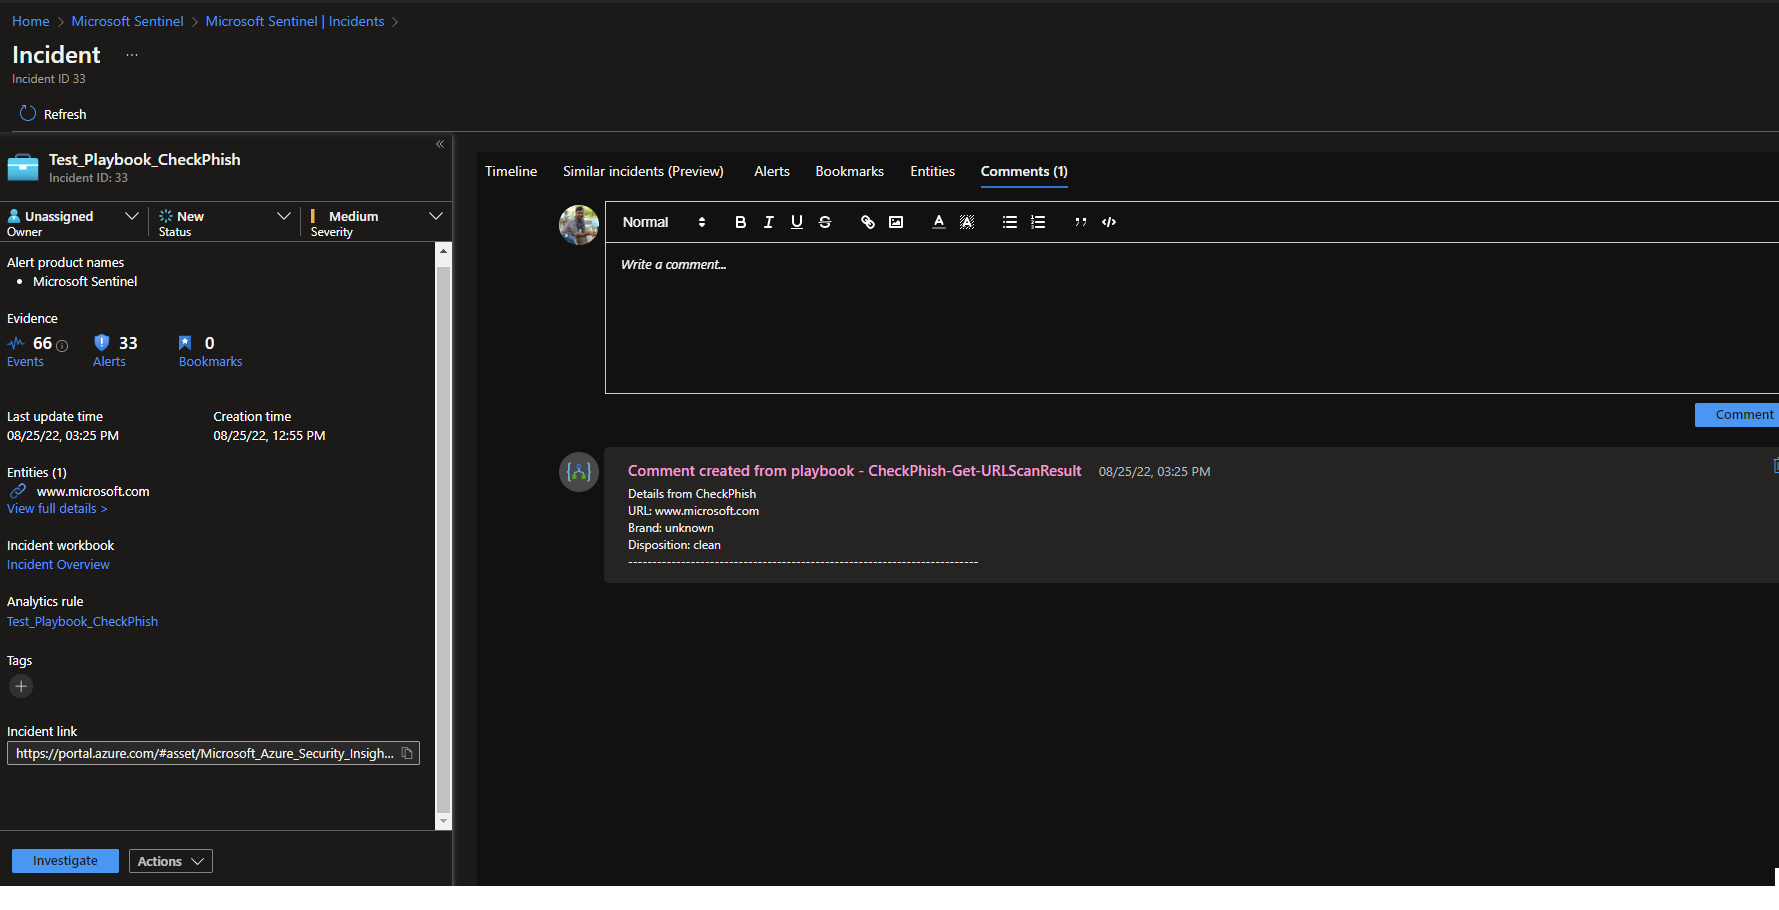 Home > Microsoft Sentinel > Microsoft Sentinel | Incidents >
Incident ...
Incident ID 33
Refresh
«
Test_Playbook_CheckPhish
Incident ID: 33
Unassigned
Owner
New
Status
Medium
Severity
Alert product names
• Microsoft Sentinel
Evidence
66
Events
33
Alerts
0
Bookmarks
Last update time
08/25/22, 03:25 PM
Creation time
08/25/22, 12:55 PM
Entities (1)
www.microsoft.com
View full details >
Incident workbook
Incident Overview
Analytics rule
Test_Playbook_CheckPhish
Tags
+
Incident link
https://portal.azure.com/#asset/Microsoft_Azure_Security_Insigh...
Investigate
Actions
Timeline Similar incidents (Preview) Alerts Bookmarks Entities Comments (1)
Normal B I U S A A
Write a comment...
Comment
Comment created from playbook - CheckPhish-Get-URLScanResult 08/25/22, 03:25 PM
Details from CheckPhish
URL: www.microsoft.com
Brand: unknown
Disposition: clean
-------------------------------------------------------------------------